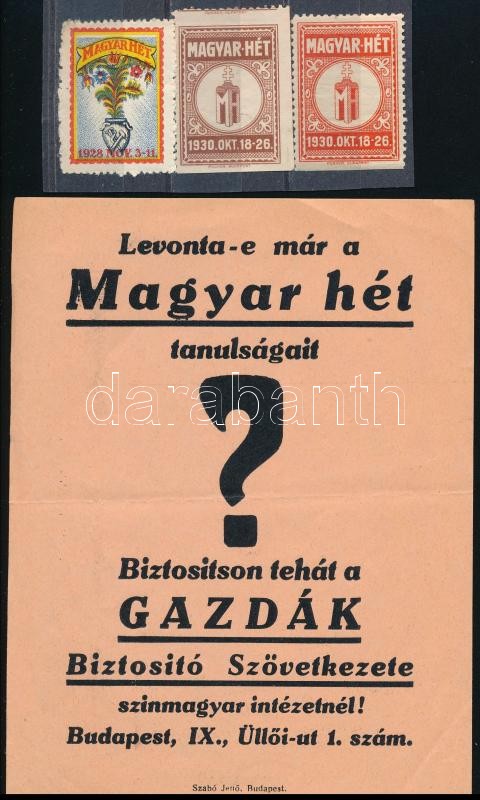 MAGYAR HÉT
1928 NOV. 3-11.
MAGYAR-HÉT
MH
1930.OKT.18-26.
MAGYAR-HÉT
MH
1930.OKT.18-26.
Levonta-e már a
Magyar hét
tanulságait
darabanth
?
Biztositson tehát a
GAZDÁK
Biztositó Szövetkezete
szinmagyar intézetnél!
Budapest, IX., Üllői-ut 1. szám.
Szabó Jenő, Budapest.